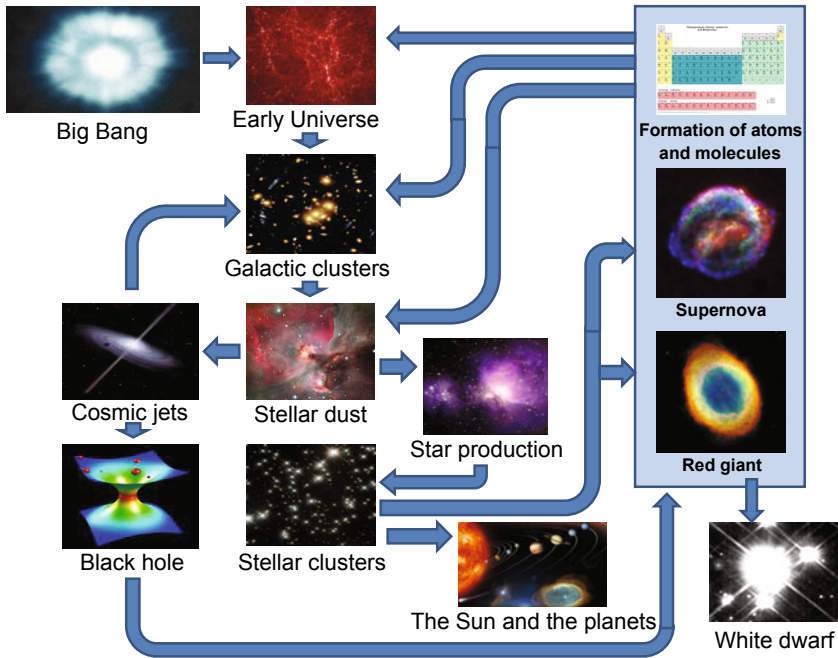 Big Bang
Early Universe
Formation of atoms
and molecules
Galactic clusters
Supernova
Cosmic jets
Stellar dust
Star production
Red giant
Black hole
Stellar clusters
The Sun and the planets
White dwarf